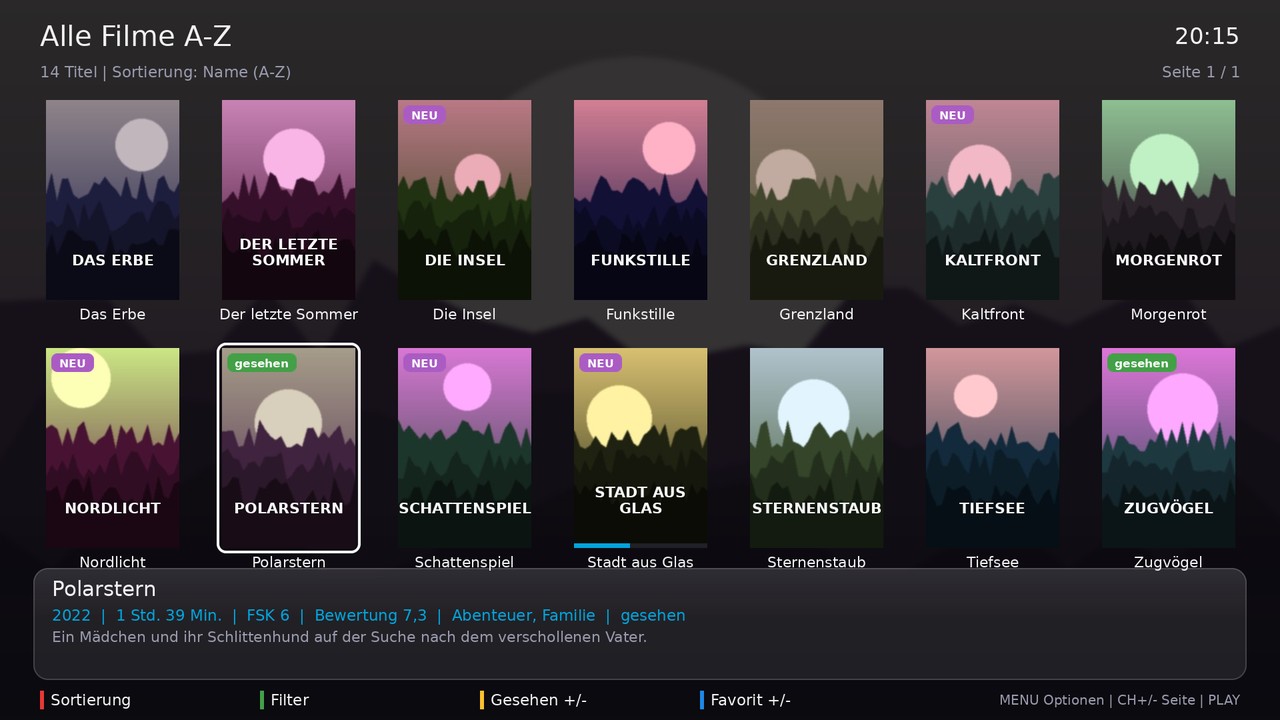 Alle Filme A-Z
20:15
14 Titel | Sortierung: Name (A-Z)
Seite 1 / 1
DAS ERBE
DER LETZTE
SOMMER
NEU
DIE INSEL
FUNKSTILLE
GRENZLAND
NEU
KALTFRONT
MORGENROT
Das Erbe
Der letzte Sommer
Die Insel
Funkstille
Grenzland
Kaltfront
Morgenrot
NEU
NORDLICHT
gesehen
POLARSTERN
NEU
SCHATTENSPIEL
NEU
STADT AUS
GLAS
STERNENSTAUB
TIEFSEE
gesehen
ZUGVÖGEL
Nordlicht
Polarstern
Schattenspiel
Stadt aus Glas
Sternenstaub
Tiefsee
Zugvögel
Polarstern
2022 | 1 Std. 39 Min. | FSK 6 | Bewertung 7,3 | Abenteuer, Familie | gesehen
Ein Mädchen und ihr Schlittenhund auf der Suche nach dem verschollenen Vater.
Sortierung
Filter
Gesehen +/-
Favorit +/-
MENU Optionen | CH+/- Seite | PLAY